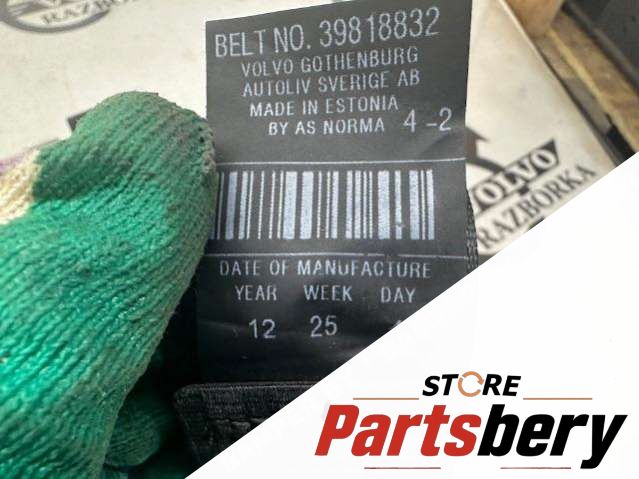 BELT NO. 39818832
VOLVO GOTHENBURG
AUTOLIV SVERIGE AB
MADE IN ESTONIA
BY AS NORMA 4-2
VOLVO
RAZBORKA
DATE OF MANUFACTURE
YEAR WEEK DAY
12 25
STORE
Partsbery